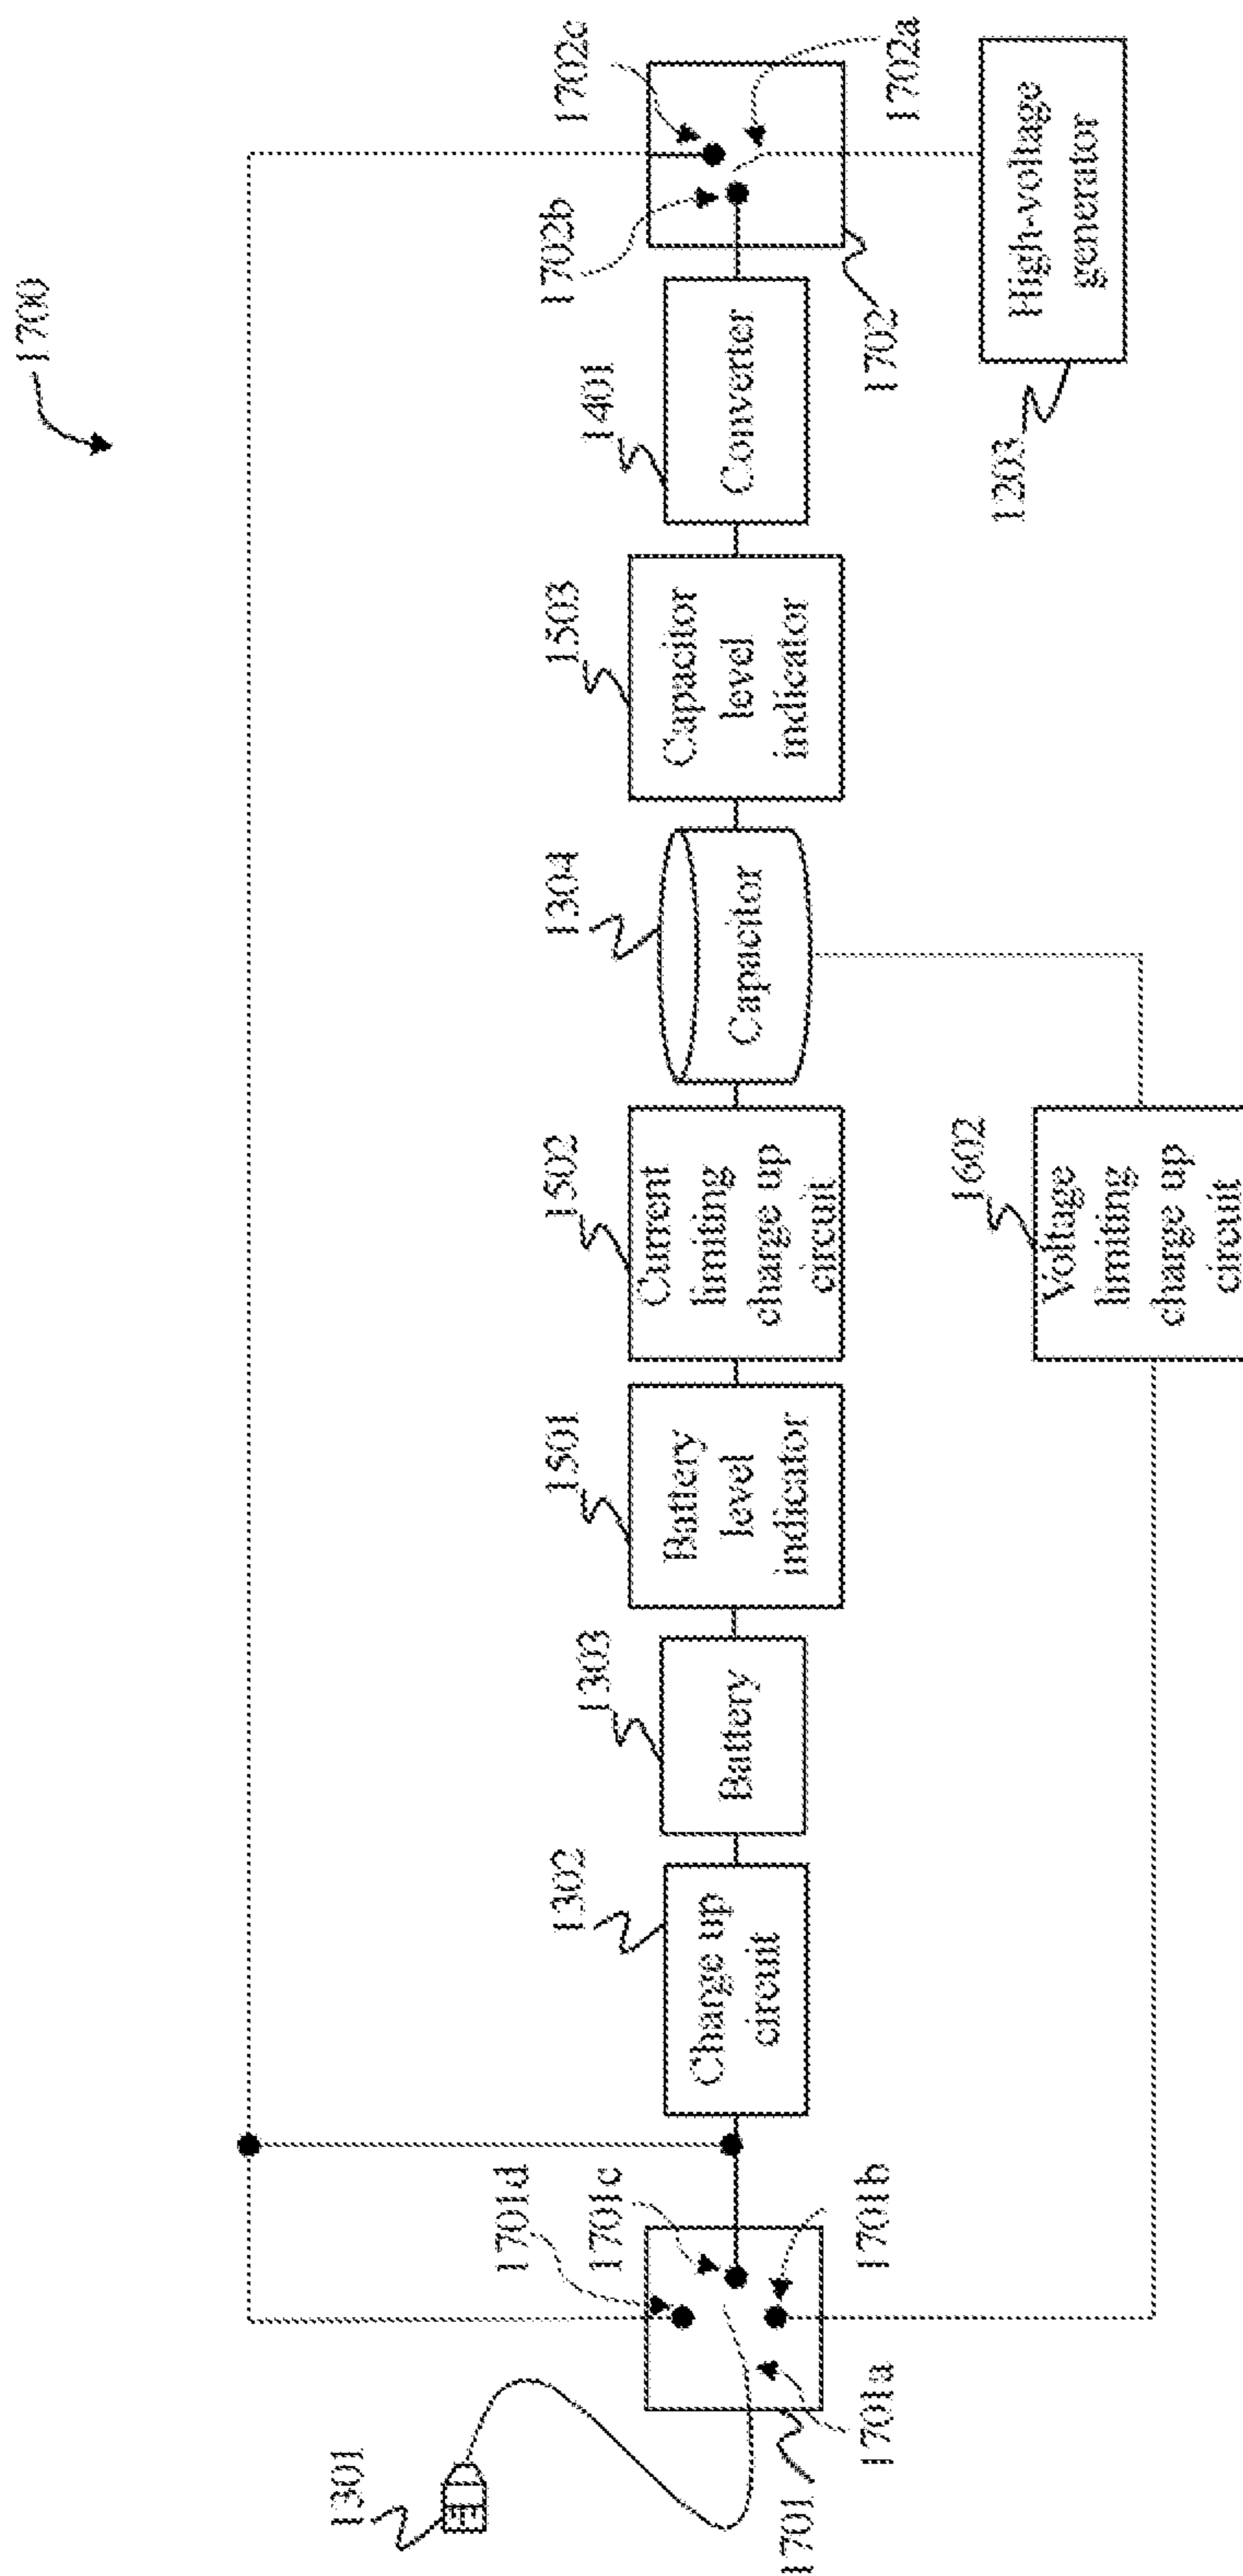 1700
1301
1701
1701a
1701b
1701c
1701d
1302
Charge up
circuit
1303
Battery
1501
Battery
level
indicator
1502
Current
limiting
charge up
circuit
1602
Voltage
limiting
charge up
circuit
1304
Capacitor
1503
Capacitor
level
indicator
1401
Converter
1702
1702b
1702c
1702a
1203
High-voltage
generator